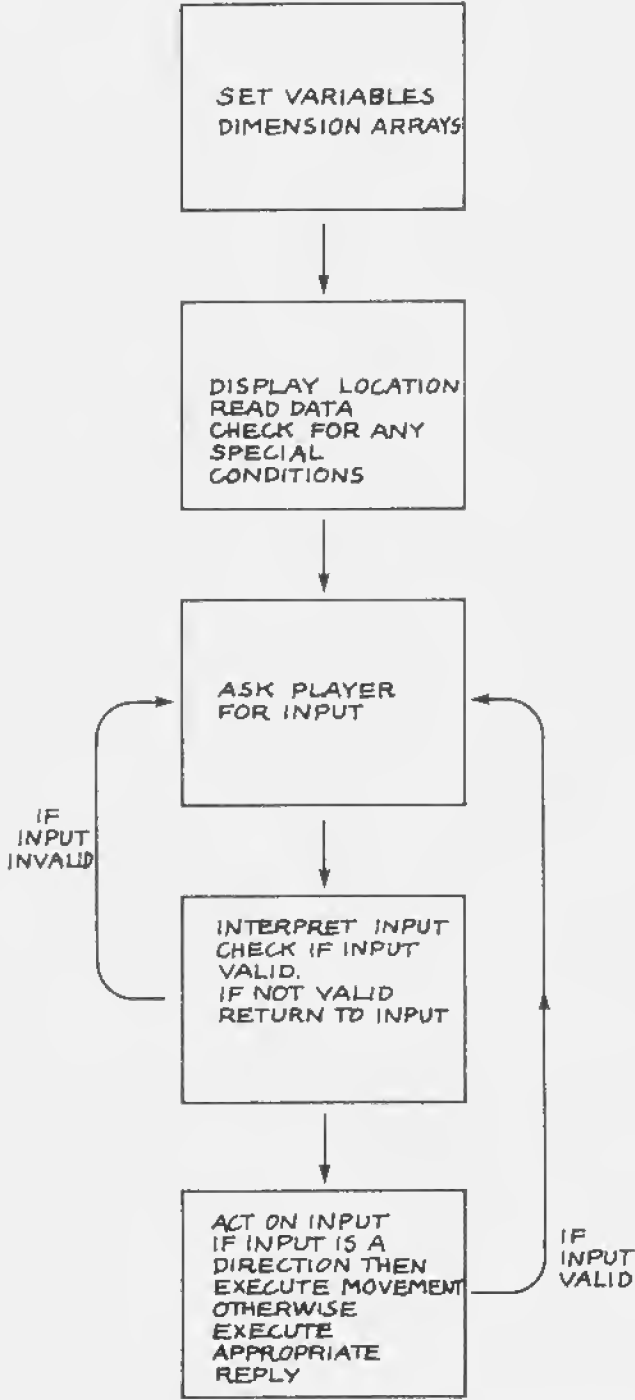 SET VARIABLES
DIMENSION ARRAYS
DISPLAY LOCATION
READ DATA
CHECK FOR ANY
SPECIAL
CONDITIONS
ASK PLAYER
FOR INPUT
IF
INPUT
INVALID
INTERPRET INPUT
CHECK IF INPUT
VALID.
IF NOT VALID
RETURN TO INPUT
ACT ON INPUT
IF INPUT IS A
DIRECTION THEN
EXECUTE MOVEMENT
OTHERWISE
EXECUTE
APPROPRIATE
REPLY
IF
INPUT
VALID